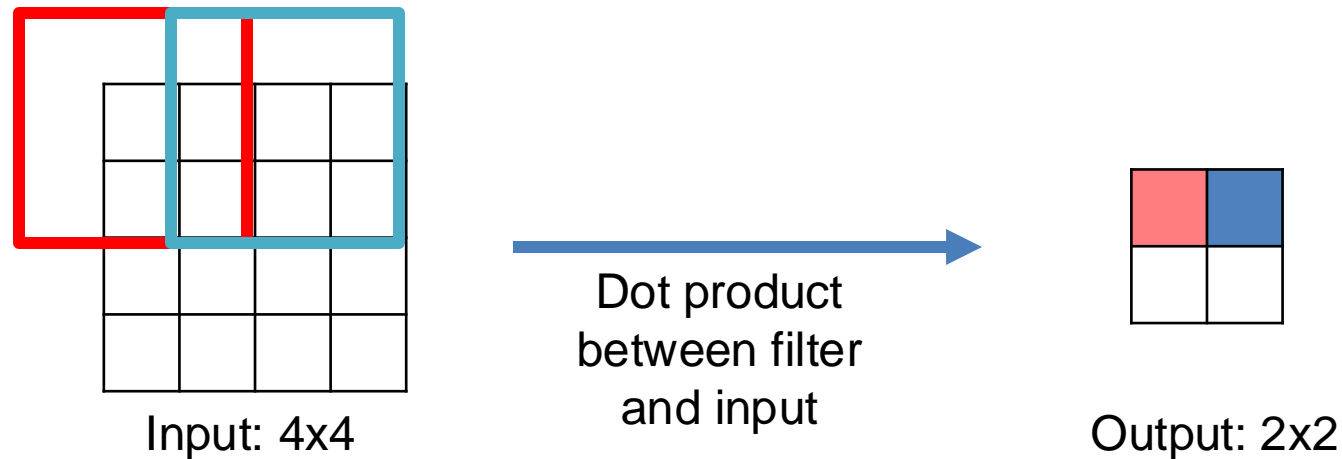 Dot product
between filter
and input
Input: 4x4
Output: 2x2